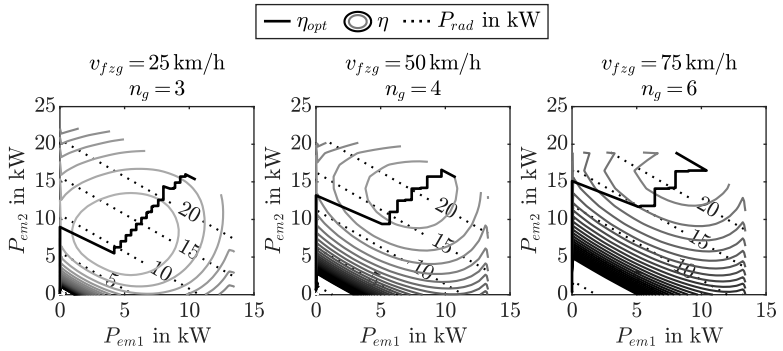 η_opt η P_rad in kW
v_fzg = 25 km/h
n_g = 3
25
20
15
10
5
0
0 5 10 15
P_em2 in kW
P_em1 in kW
5 10 15 20
v_fzg = 50 km/h
n_g = 4
25
20
15
10
5
0
0 5 10 15
P_em2 in kW
P_em1 in kW
5 10 15 20
v_fzg = 75 km/h
n_g = 6
25
20
15
10
5
0
0 5 10 15
P_em2 in kW
P_em1 in kW
10 15 20